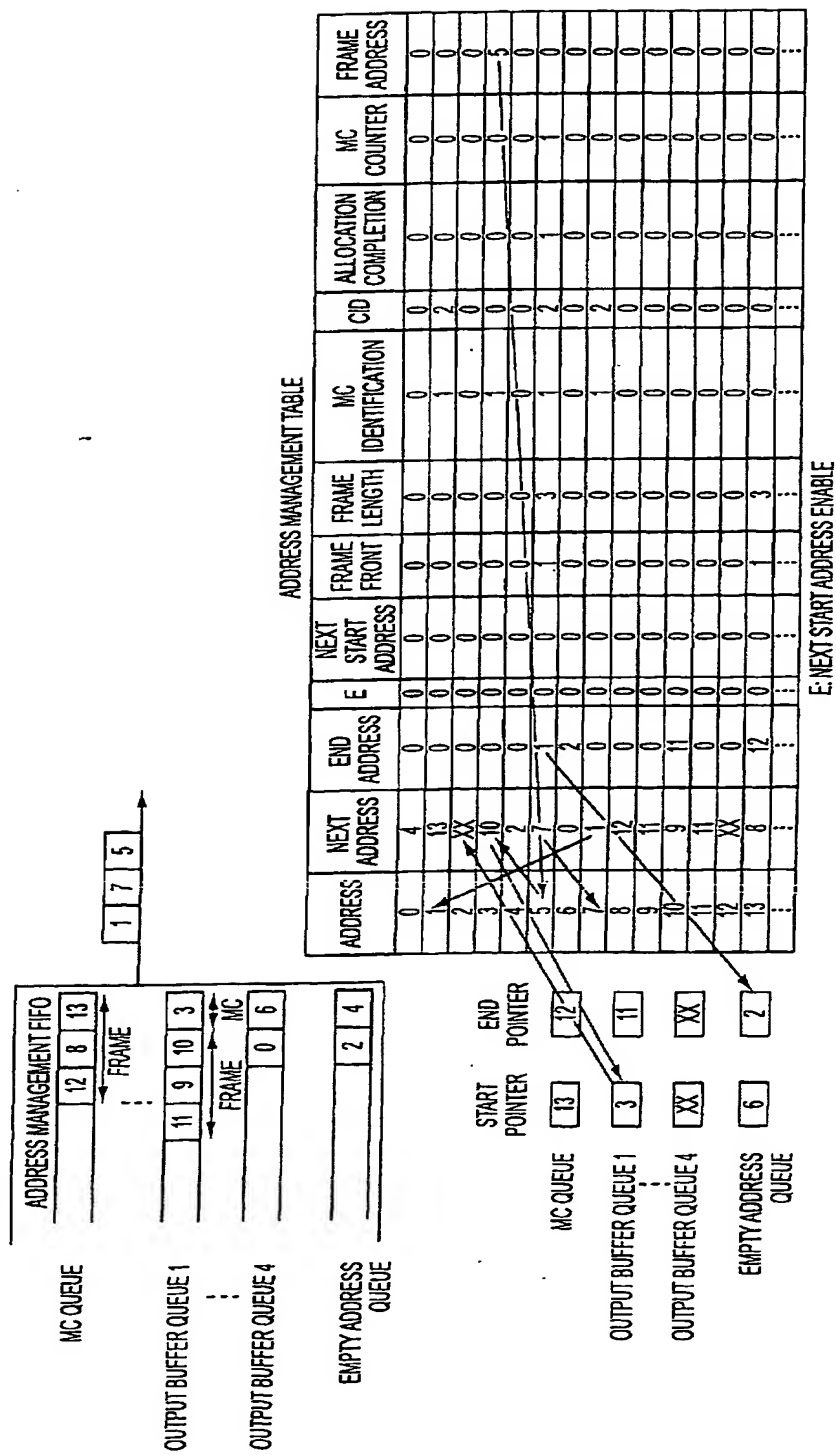 ADDRESS MANAGEMENT FIFO
MC QUEUE
12 8 13
FRAME
OUTPUT BUFFER QUEUE 1
11 9 10 3
FRAME MC
OUTPUT BUFFER QUEUE 4
0 6
EMPTY ADDRESS
QUEUE
2 4
1 7 5
START
POINTER
END
POINTER
MC QUEUE 13 12
OUTPUT BUFFER QUEUE 1 3 11
OUTPUT BUFFER QUEUE 4 XX XX
EMPTY ADDRESS
QUEUE 6 2
ADDRESS MANAGEMENT TABLE
ADDRESS NEXT ADDRESS END ADDRESS E NEXT START ADDRESS FRAME FRONT FRAME LENGTH MC IDENTIFICATION CID ALLOCATION COMPLETION MC COUNTER FRAME ADDRESS
0 4 0 0 0 0 0 0 0 0 0 0
1 13 0 0 0 0 0 1 2 0 0 0
2 XX 0 0 0 0 0 0 0 0 0 0
3 10 0 0 0 0 0 1 0 0 0 5
4 2 0 0 0 0 0 0 0 0 0 0
5 7 1 0 0 1 3 1 2 1 1 0
6 0 2 0 0 0 0 0 0 0 0 0
7 1 0 0 0 0 0 1 2 0 0 0
8 12 0 0 0 0 0 0 0 0 0 0
9 11 0 0 0 0 0 0 0 0 0 0
10 9 11 0 0 0 0 0 0 0 0 0
11 11 0 0 0 0 0 0 0 0 0 0
12 XX 0 0 0 0 0 0 0 0 0 0
13 8 12 0 0 1 3 0 0 0 0 0
E: NEXT START ADDRESS ENABLE